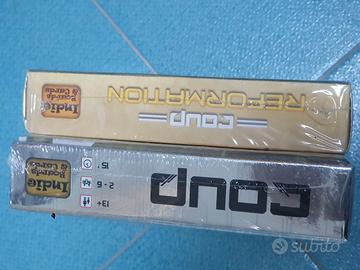 COUP
REFORMATION
Indie
Boards
& Cards
COUP
13+
2-6
15'
Indie
Boards
& Cards
subito